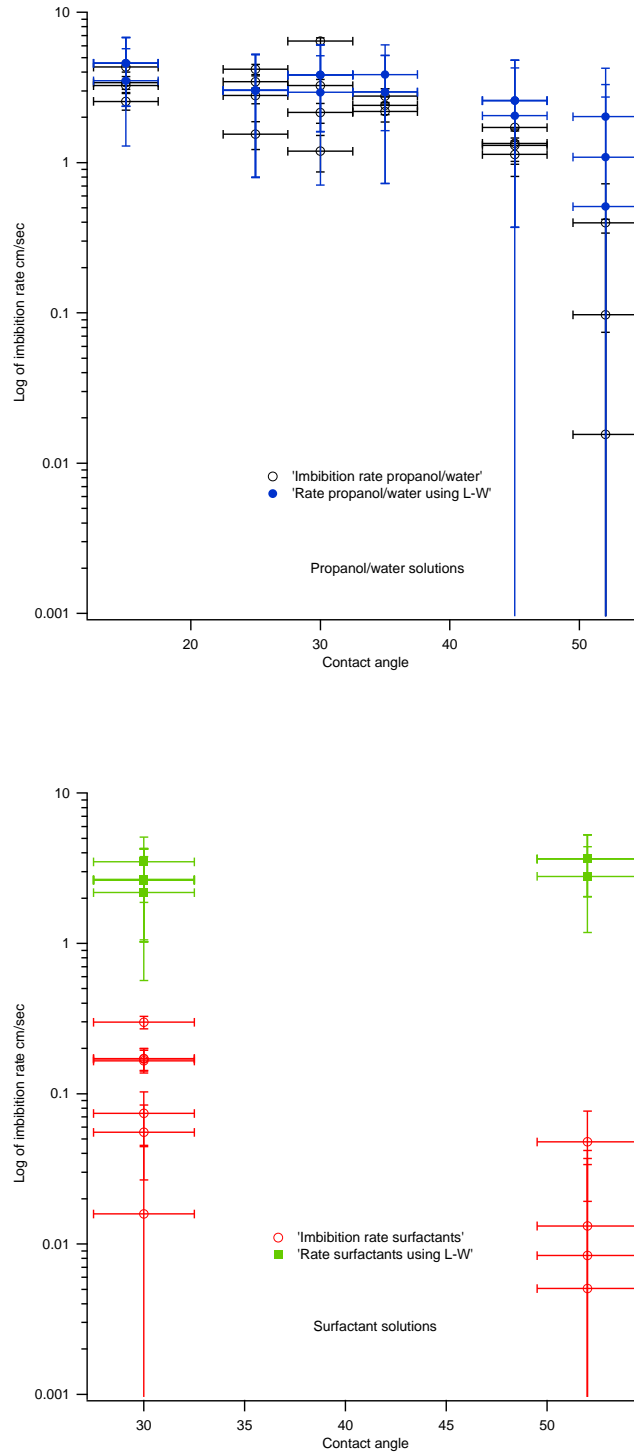 10
1
0.1
0.01
0.001
Log of imbibition rate cm/sec
'Imbibition rate propanol/water'
'Rate propanol/water using L-W'
Propanol/water solutions
20
30
40
50
Contact angle
10
1
0.1
0.01
0.001
Log of imbibition rate cm/sec
'Imbibition rate surfactants'
'Rate surfactants using L-W'
Surfactant solutions
30
35
40
45
50
Contact angle